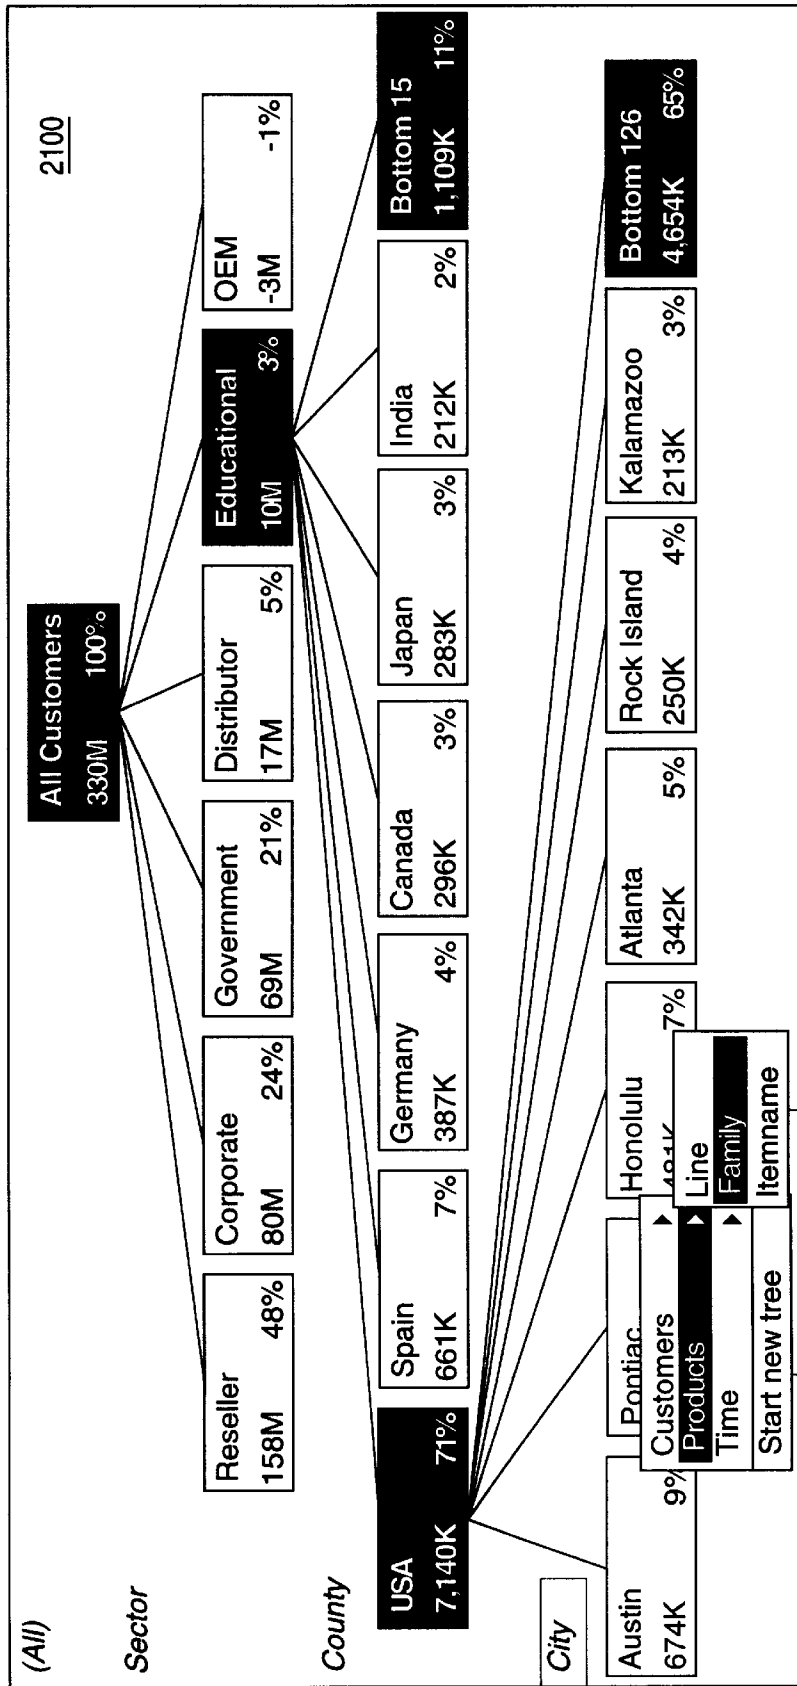 2100
(All)
All Customers
330M 100%
Sector
Reseller
158M 48%
Corporate
80M 24%
Government
69M 21%
Distributor
17M 5%
Educational
10M 3%
OEM
-3M -1%
County
USA
7,140K 71%
Spain
661K 7%
Germany
387K 4%
Canada
296K 3%
Japan
283K 3%
India
212K 2%
Bottom 15
1,109K 11%
City
Austin
674K 9%
Pontiac
Honolulu
481K 7%
Atlanta
342K 5%
Rock Island
250K 4%
Kalamazoo
213K 3%
Bottom 126
4,654K 65%
Customers
Products
Time
Start new tree
Line
Family
Itemname